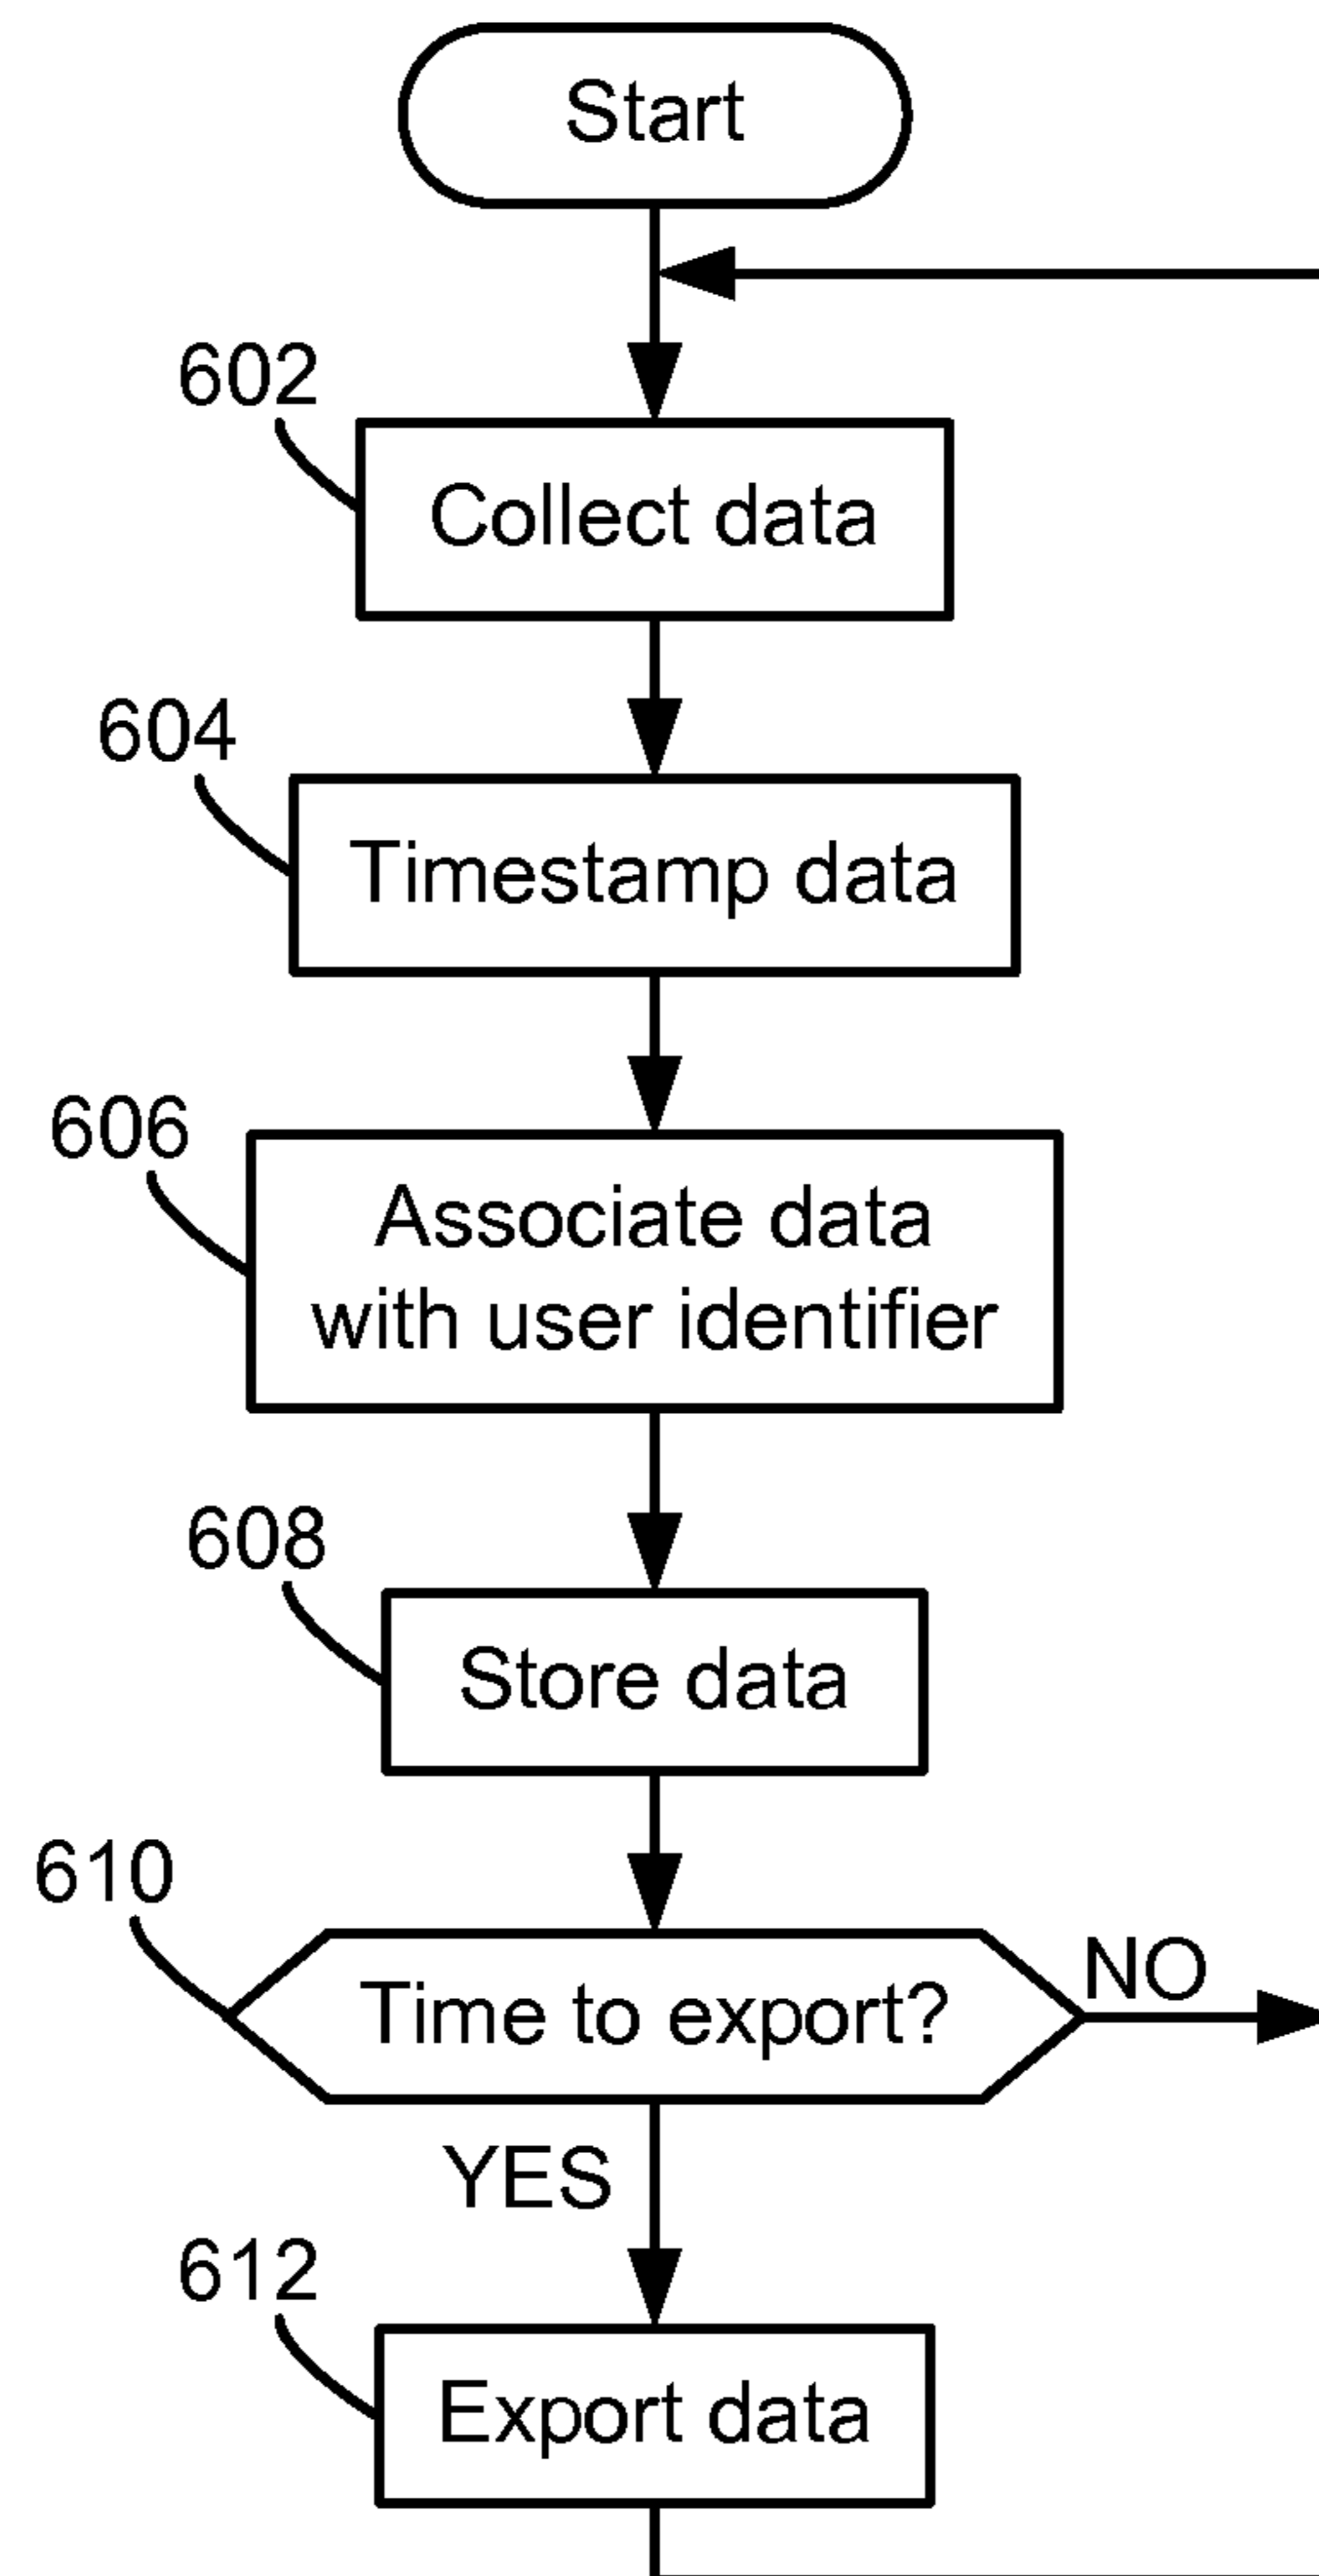 Start
602
Collect data
604
Timestamp data
606
Associate data
with user identifier
608
Store data
610
Time to export?
NO
YES
612
Export data